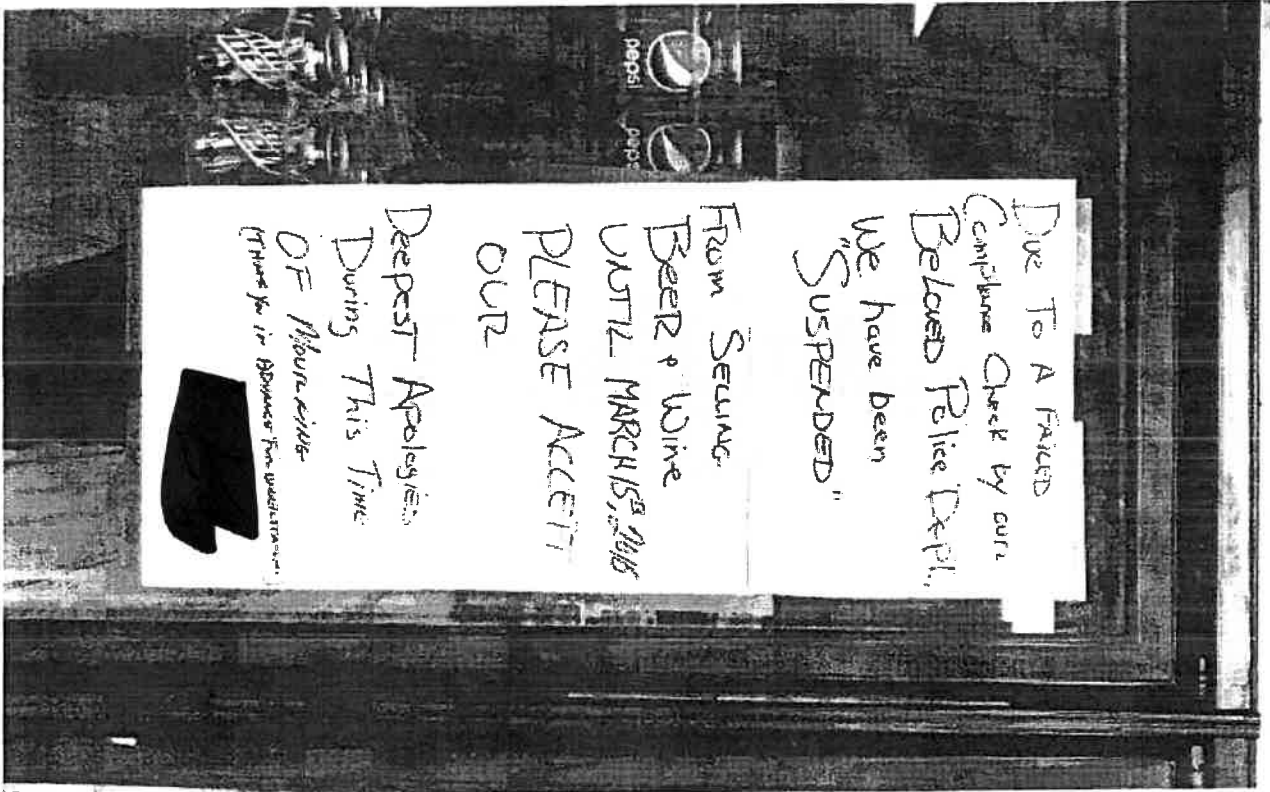 DUE TO A FAILED
Compliance Check by OUR
BELOVED Police Dept.
We have been
"SUSPENDED"
FROM SELLING
BEER & WINE
UNTIL MARCH 15th, 2016
PLEASE ACCEPT
OUR
Deepest Apologies
During This Time
OF MOURNING
(THANK You in ADVANCE FOR
pepsi
pepsi